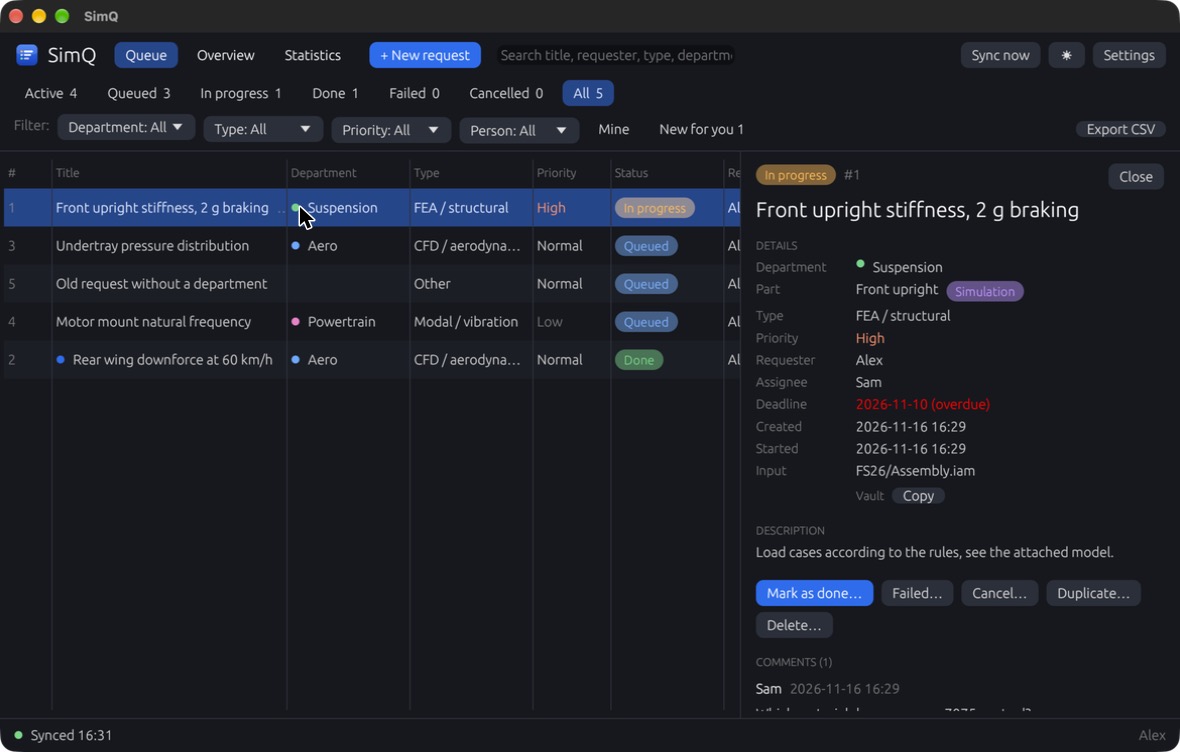 SimQ
SimQ Queue Overview Statistics + New request Search title, requester, type, departm Sync now Settings
Active 4 Queued 3 In progress 1 Done 1 Failed 0 Cancelled 0 All 5
Filter: Department: All Type: All Priority: All Person: All Mine New for you 1 Export CSV
# Title Department Type Priority Status Re
1 Front upright stiffness, 2 g braking … Suspension FEA / structural High In progress Al
3 Undertray pressure distribution Aero CFD / aerodyna… Normal Queued Al
5 Old request without a department Other Normal Queued Al
4 Motor mount natural frequency Powertrain Modal / vibration Low Queued Al
2 Rear wing downforce at 60 km/h Aero CFD / aerodyna… Normal Done Al
In progress #1 Close
Front upright stiffness, 2 g braking
DETAILS
Department Suspension
Part Front upright Simulation
Type FEA / structural
Priority High
Requester Alex
Assignee Sam
Deadline 2026-11-10 (overdue)
Created 2026-11-16 16:29
Started 2026-11-16 16:29
Input FS26/Assembly.iam
Vault Copy
DESCRIPTION
Load cases according to the rules, see the attached model.
Mark as done… Failed… Cancel… Duplicate…
Delete…
COMMENTS (1)
Sam 2026-11-16 16:29
Synced 16:31 Alex